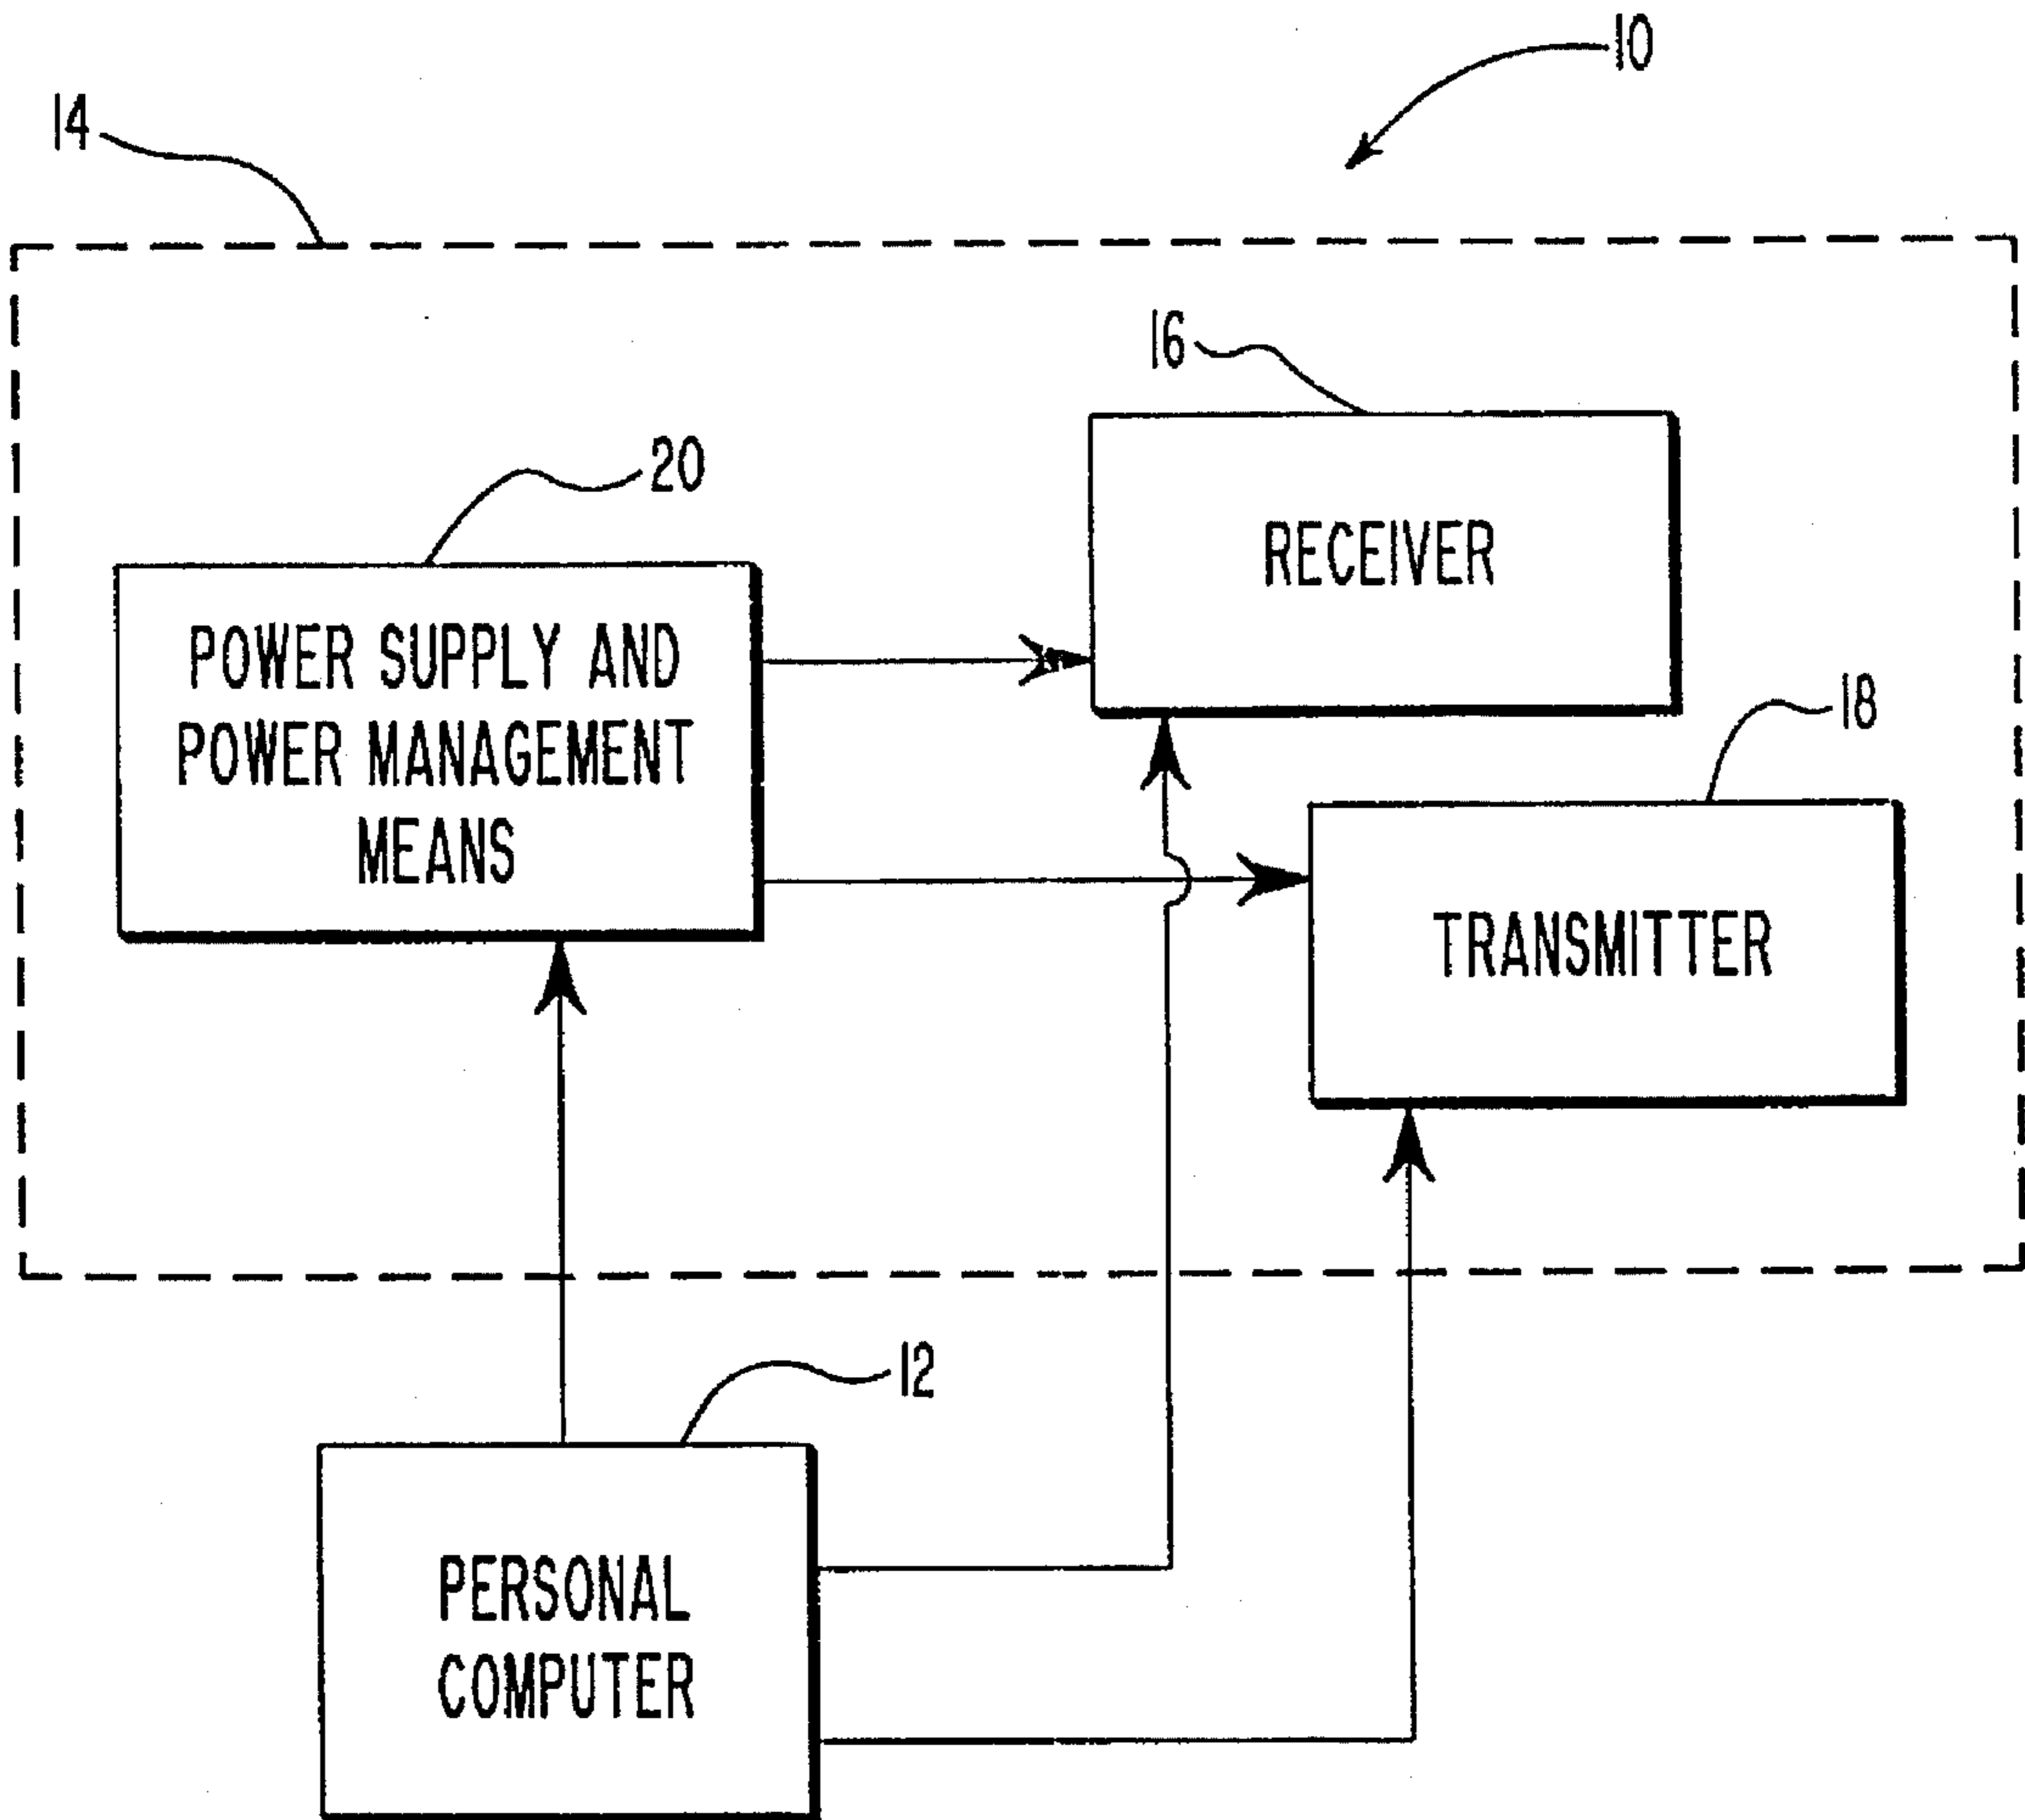 10
14
16
RECEIVER
20
POWER SUPPLY AND
POWER MANAGEMENT
MEANS
18
TRANSMITTER
12
PERSONAL
COMPUTER